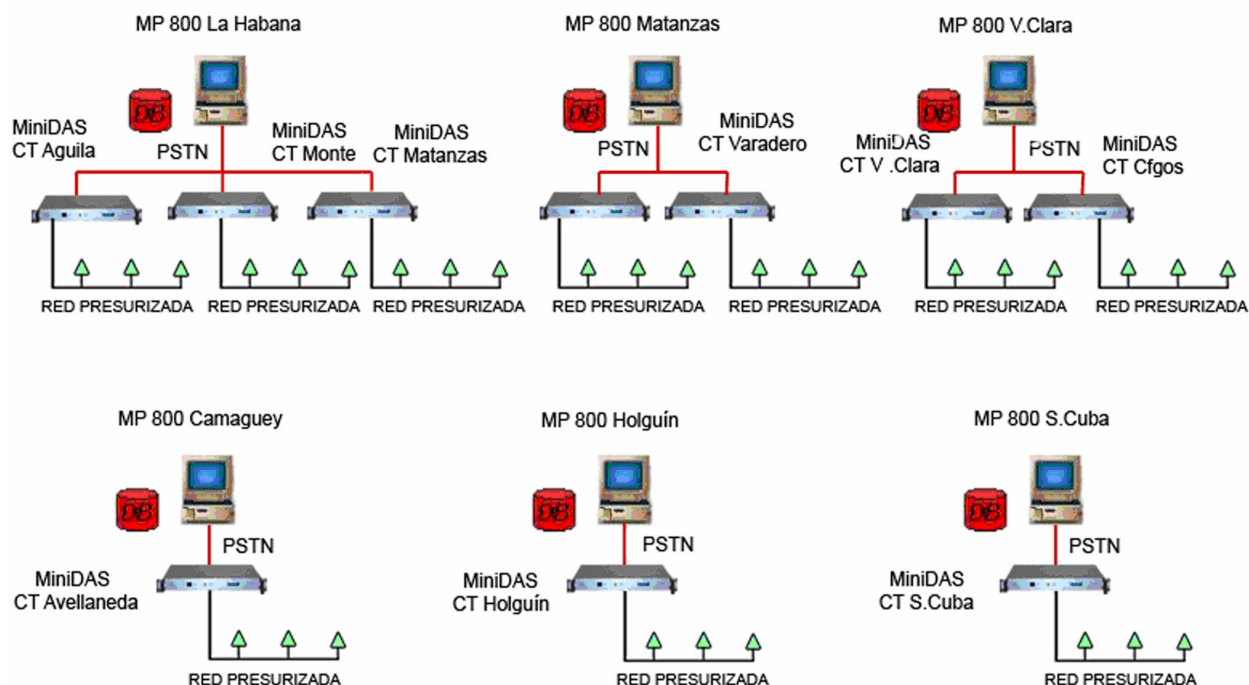 MP 800 La Habana
MP 800 Matanzas
MP 800 V.Clara
DB
MiniDAS
CT Aguila
PSTN
MiniDAS
CT Monte
MiniDAS
CT Matanzas
DB
PSTN
MiniDAS
CT Varadero
DB
MiniDAS
CT V .Clara
PSTN
MiniDAS
CT Cfgos
RED PRESURIZADA
RED PRESURIZADA
RED PRESURIZADA
RED PRESURIZADA
RED PRESURIZADA
RED PRESURIZADA
RED PRESURIZADA
MP 800 Camaguey
MP 800 Holguín
MP 800 S.Cuba
DB
PSTN
MiniDAS
CT Avellaneda
DB
PSTN
MiniDAS
CT Holguín
DB
PSTN
MiniDAS
CT S.Cuba
RED PRESURIZADA
RED PRESURIZADA
RED PRESURIZADA